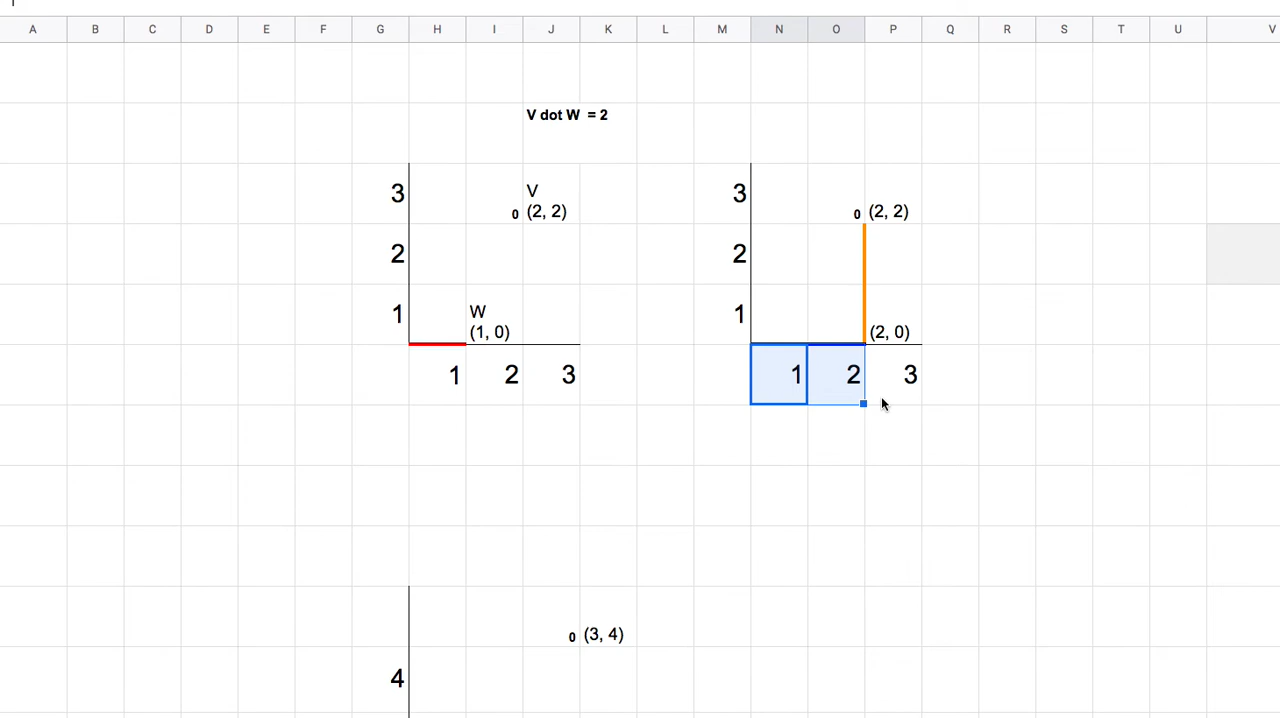 A B C D E F G H I J K L M N O P Q R S T U V
V dot W = 2
3 V 3
0 (2, 2) 0 (2, 2)
2 2
1 W 1
(1, 0) (2, 0)
1 2 3 1 2 3
0 (3, 4)
4